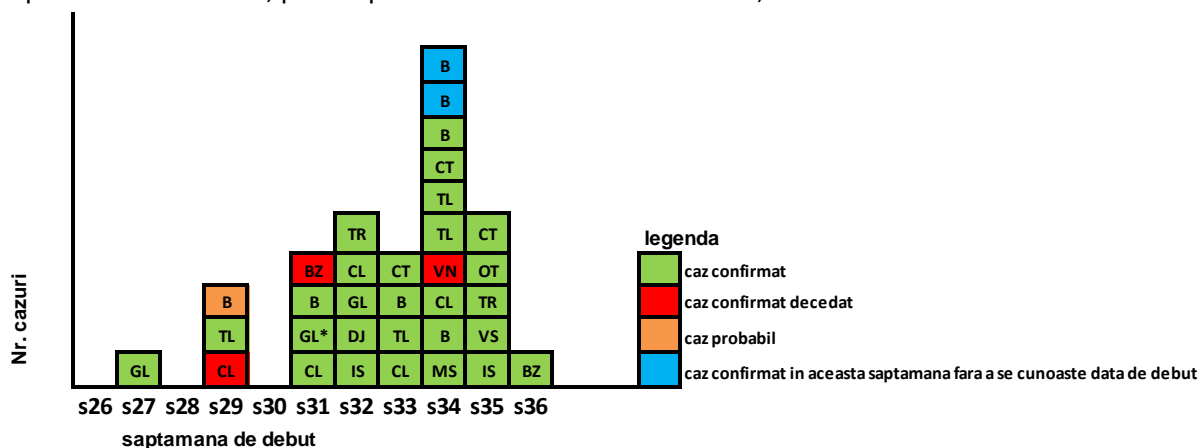 B
B
B
CT
TL
TR TL CT
legenda
BZ CL CT VN OT caz confirmat
B B GL B CL TR caz confirmat decedat
Nr. cazuri
TL GL* DJ TL B VS caz probabil
GL CL CL IS CL MS IS BZ caz confirmat in aceasta saptamana fara a se cunoaste data de debut
s26 s27 s28 s29 s30 s31 s32 s33 s34 s35 s36
saptamana de debut